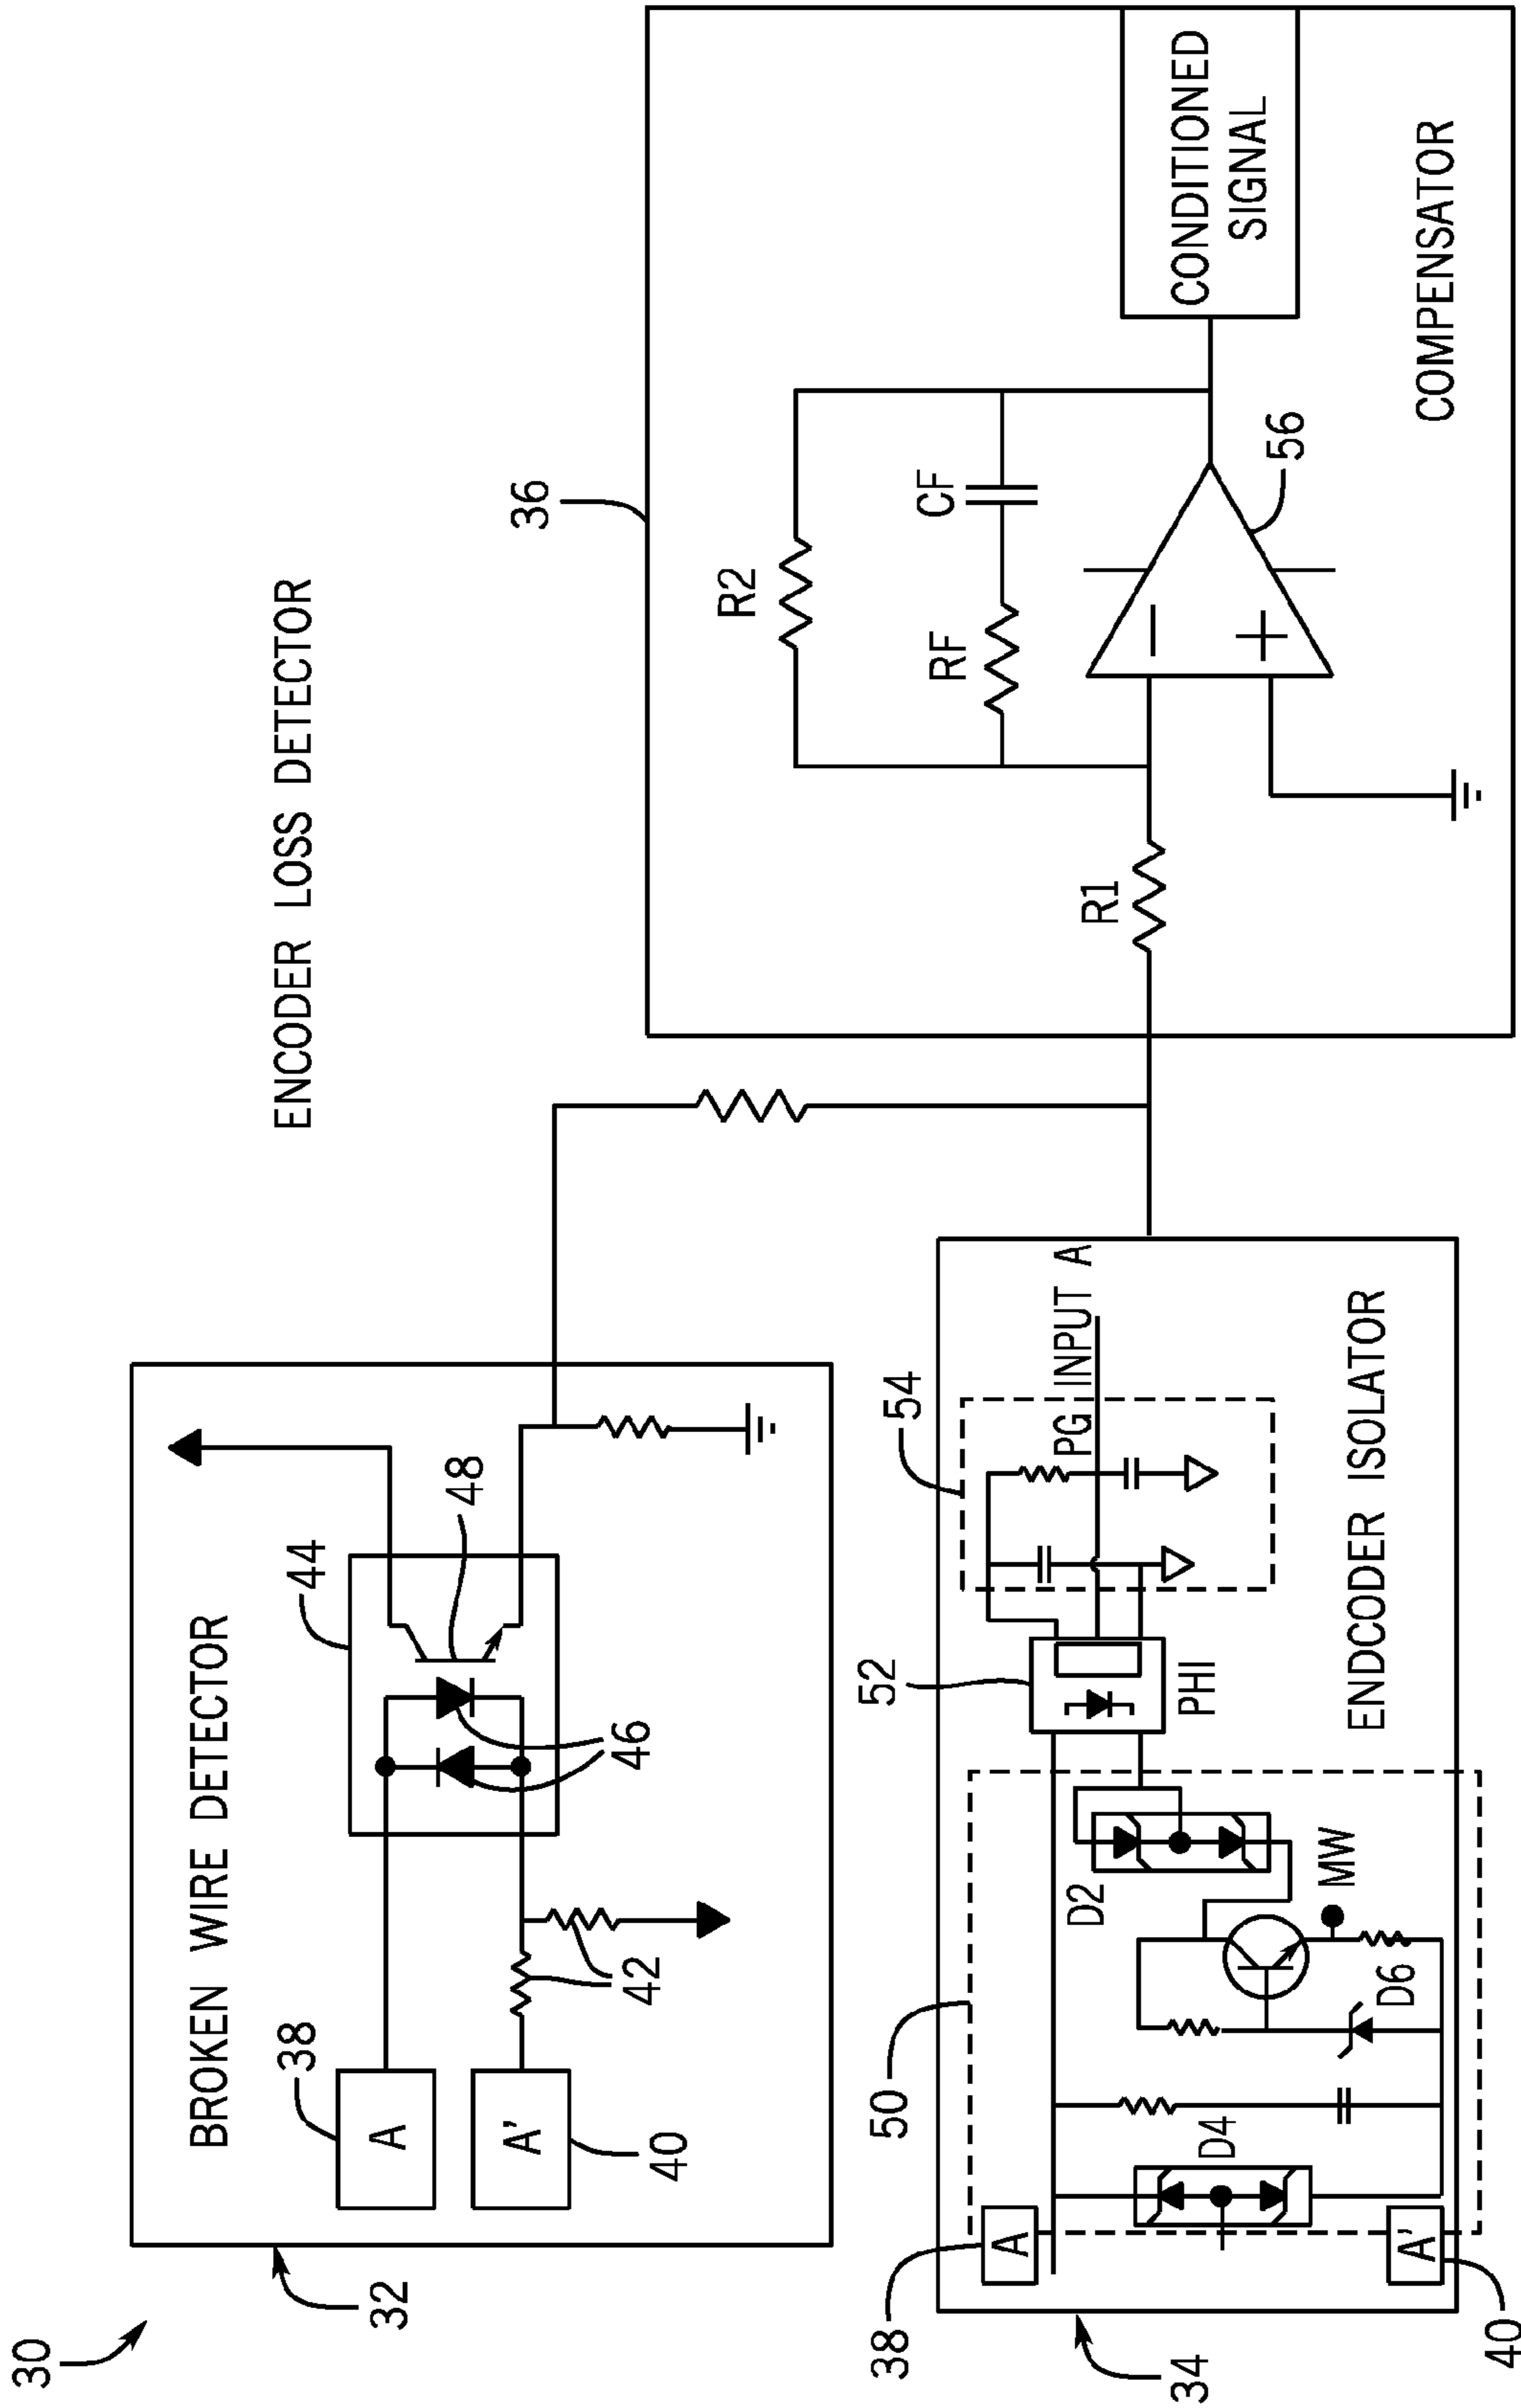 30
ENCODER LOSS DETECTOR
32
BROKEN WIRE DETECTOR
38
A
A'
40
42
44
46
48
36
R2
RF
CF
R1
−
+
56
CONDITIONED
SIGNAL
COMPENSATOR
34
38
A
A'
40
50
D4
D6
MW
D2
52
PHI
54
PG INPUT A
ENDCODER ISOLATOR